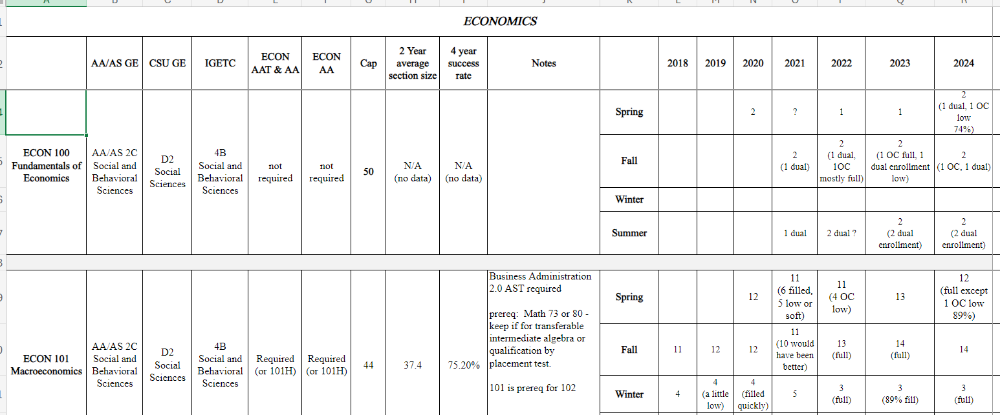 ECONOMICS
AA/AS GE
CSU GE
IGETC
ECON
AAT & AA
ECON
AA
Cap
2 Year
average
section size
4 year
success
rate
Notes
2018
2019
2020
2021
2022
2023
2024
ECON 100
Fundamentals of
Economics
AA/AS 2C
Social and
Behavioral
Sciences
D2
Social
Sciences
4B
Social and
Behavioral
Sciences
not
required
not
required
50
N/A
(no data)
N/A
(no data)
Spring
2
?
1
1
2
(1 dual, 1 OC
low
74%)
Fall
2
(1 dual)
2
(1 dual,
1OC
mostly full)
2
(1 OC full, 1
dual enrollment
low)
2
(1 OC, 1 dual)
Winter
Summer
1 dual
2 dual ?
2
(2 dual
enrollment)
2
(2 dual
enrollment)
ECON 101
Macroeconomics
AA/AS 2C
Social and
Behavioral
Sciences
D2
Social
Sciences
4B
Social and
Behavioral
Sciences
Required
(or 101H)
Required
(or 101H)
44
37.4
75.20%
Business Administration
2.0 AST required
prereq: Math 73 or 80 -
keep if for transferable
intermediate algebra or
qualification by
placement test.
101 is prereq for 102
Spring
12
11
(6 filled,
5 low or
soft)
11
(4 OC
low)
13
12
(full except
1 OC low
89%)
Fall
11
12
12
11
(10 would
have been
better)
13
(full)
14
(full)
14
Winter
4
4
(a little
low)
4
(filled
quickly)
5
3
(full)
3
(89% fill)
3
(full)